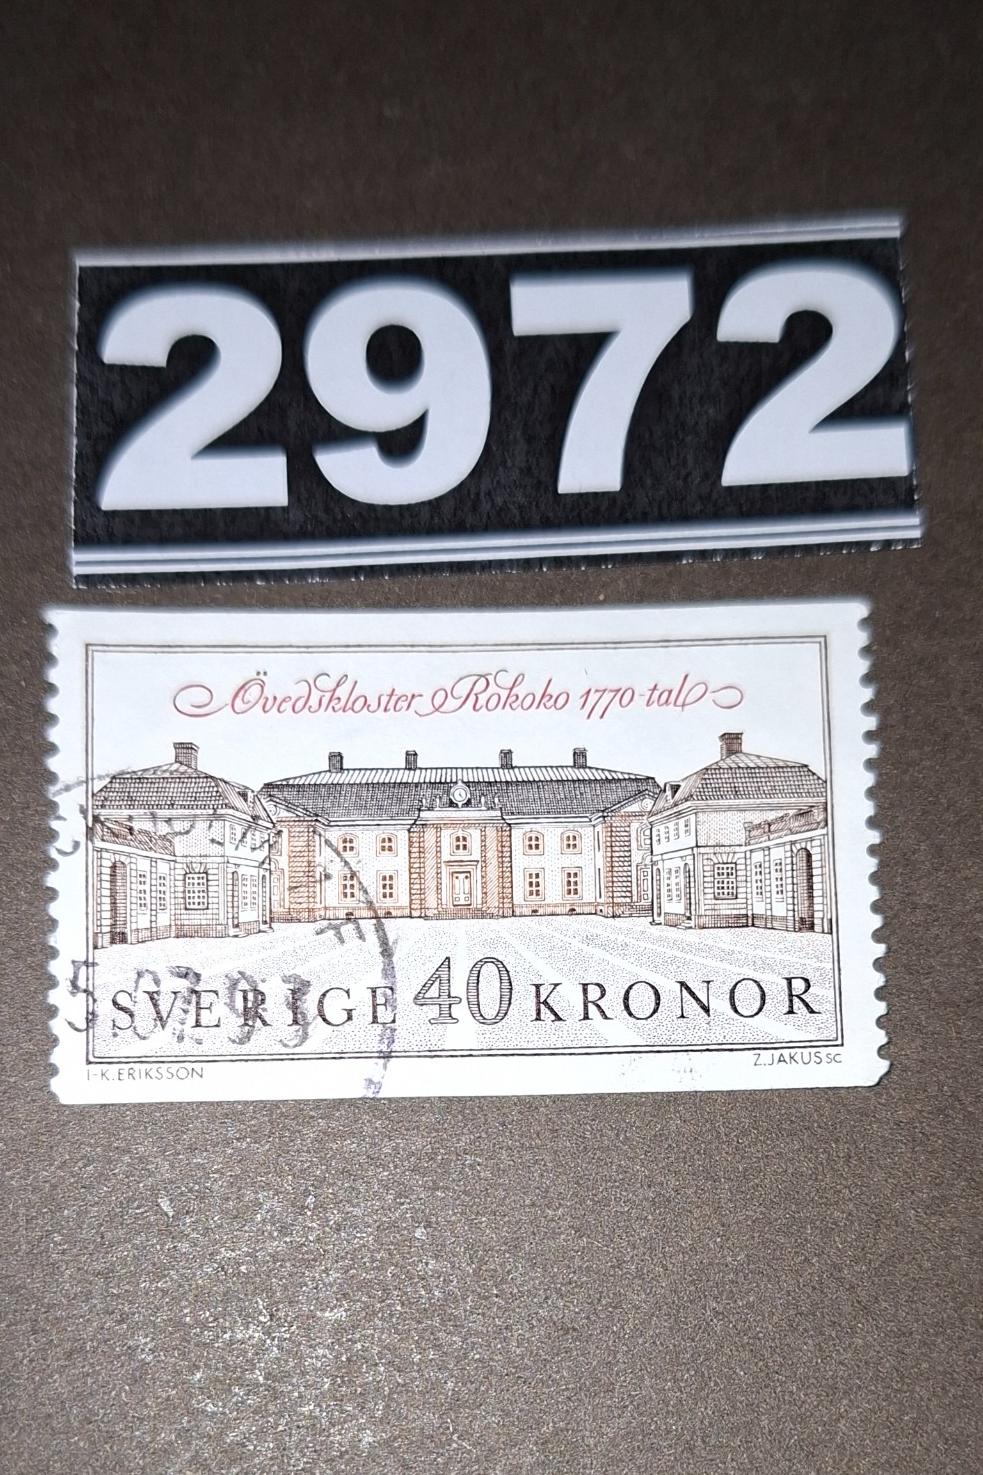 2972
Övedskloster Rokoko 1770-tal
SVERIGE 40 KRONOR
I-K.ERIKSSON
Z.JAKUS SC